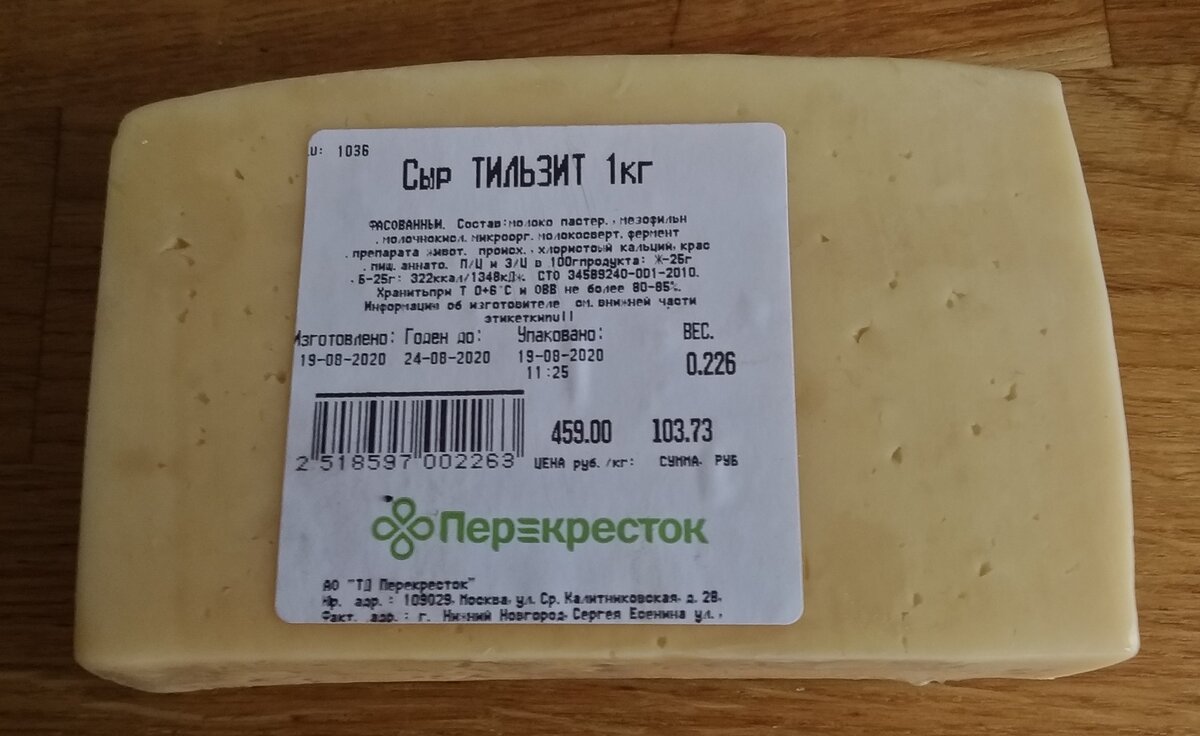 LU: 1036
Сыр ТИЛЬЗИТ 1кг
ФАСОВАННЫЙ. Состав:молоко пастер., мезофильн
. молочнокисл. микроорг. молокосверт. фермент
. препарата живот. происх., хлористый кальций, крас
. пищ. аннато. П/Ц и Э/Ц в 100гпродукта: Ж-25г
. Б-25г: 322ккал/1348кДж. СТО 34589240-001-2010.
Хранитьпри Т 0+6°С и ОВВ не более 80-85%.
Информация об изготовителе см. внижней части
этикеткиnull
Изготовлено: Годен до: Упаковано: ВЕС.
19-08-2020 24-08-2020 19-08-2020 0.226
11:25
459.00 103.73
2 518597 002263 ЦЕНА руб. /кг: СУММА. РУБ
Перекресток
АО "ТД Перекресток"
Юр. адр. : 109029, Москва, ул. Ср. Калитниковская, д. 28,
Факт. адр. : г. Нижний Новгород, Сергея Есенина ул.,